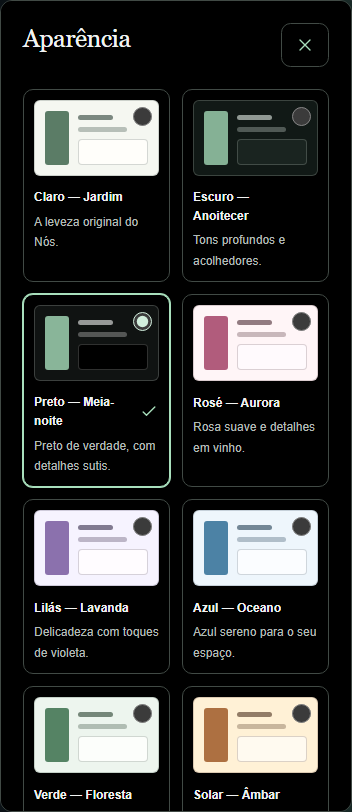 Aparência
Claro — Jardim
A leveza original do
Nós.
Escuro —
Anoitecer
Tons profundos e
acolhedores.
Preto — Meia-
noite
Preto de verdade, com
detalhes sutis.
Rosé — Aurora
Rosa suave e detalhes
em vinho.
Lilás — Lavanda
Delicadeza com toques
de violeta.
Azul — Oceano
Azul sereno para o seu
espaço.
Verde — Floresta
Solar — Âmbar